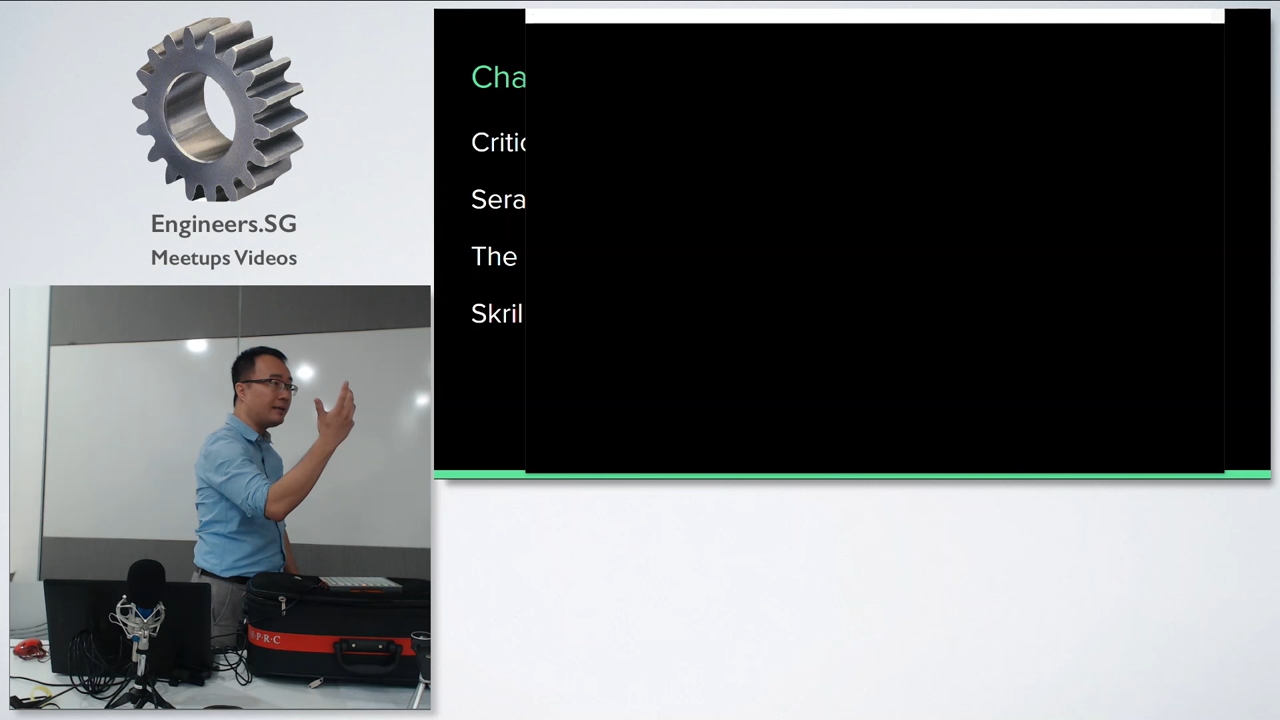 Engineers.SG
Meetups Videos
Cha
Critic
Sera
The
Skril
P·R·C